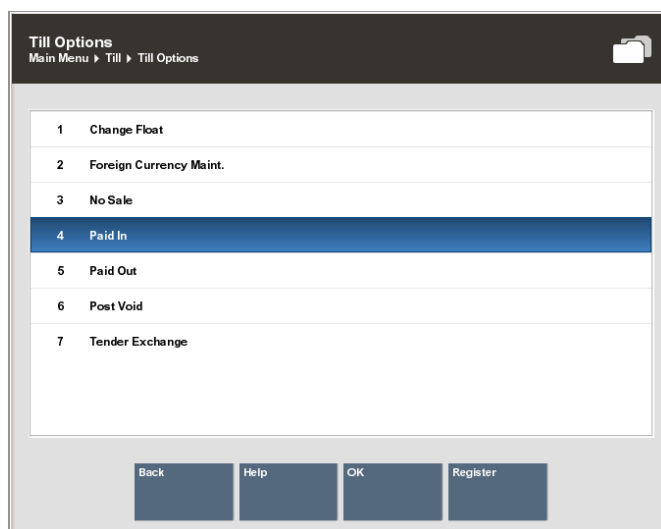 Till Options
Main Menu ▸ Till ▸ Till Options
1 Change Float
2 Foreign Currency Maint.
3 No Sale
4 Paid In
5 Paid Out
6 Post Void
7 Tender Exchange
Back Help OK Register